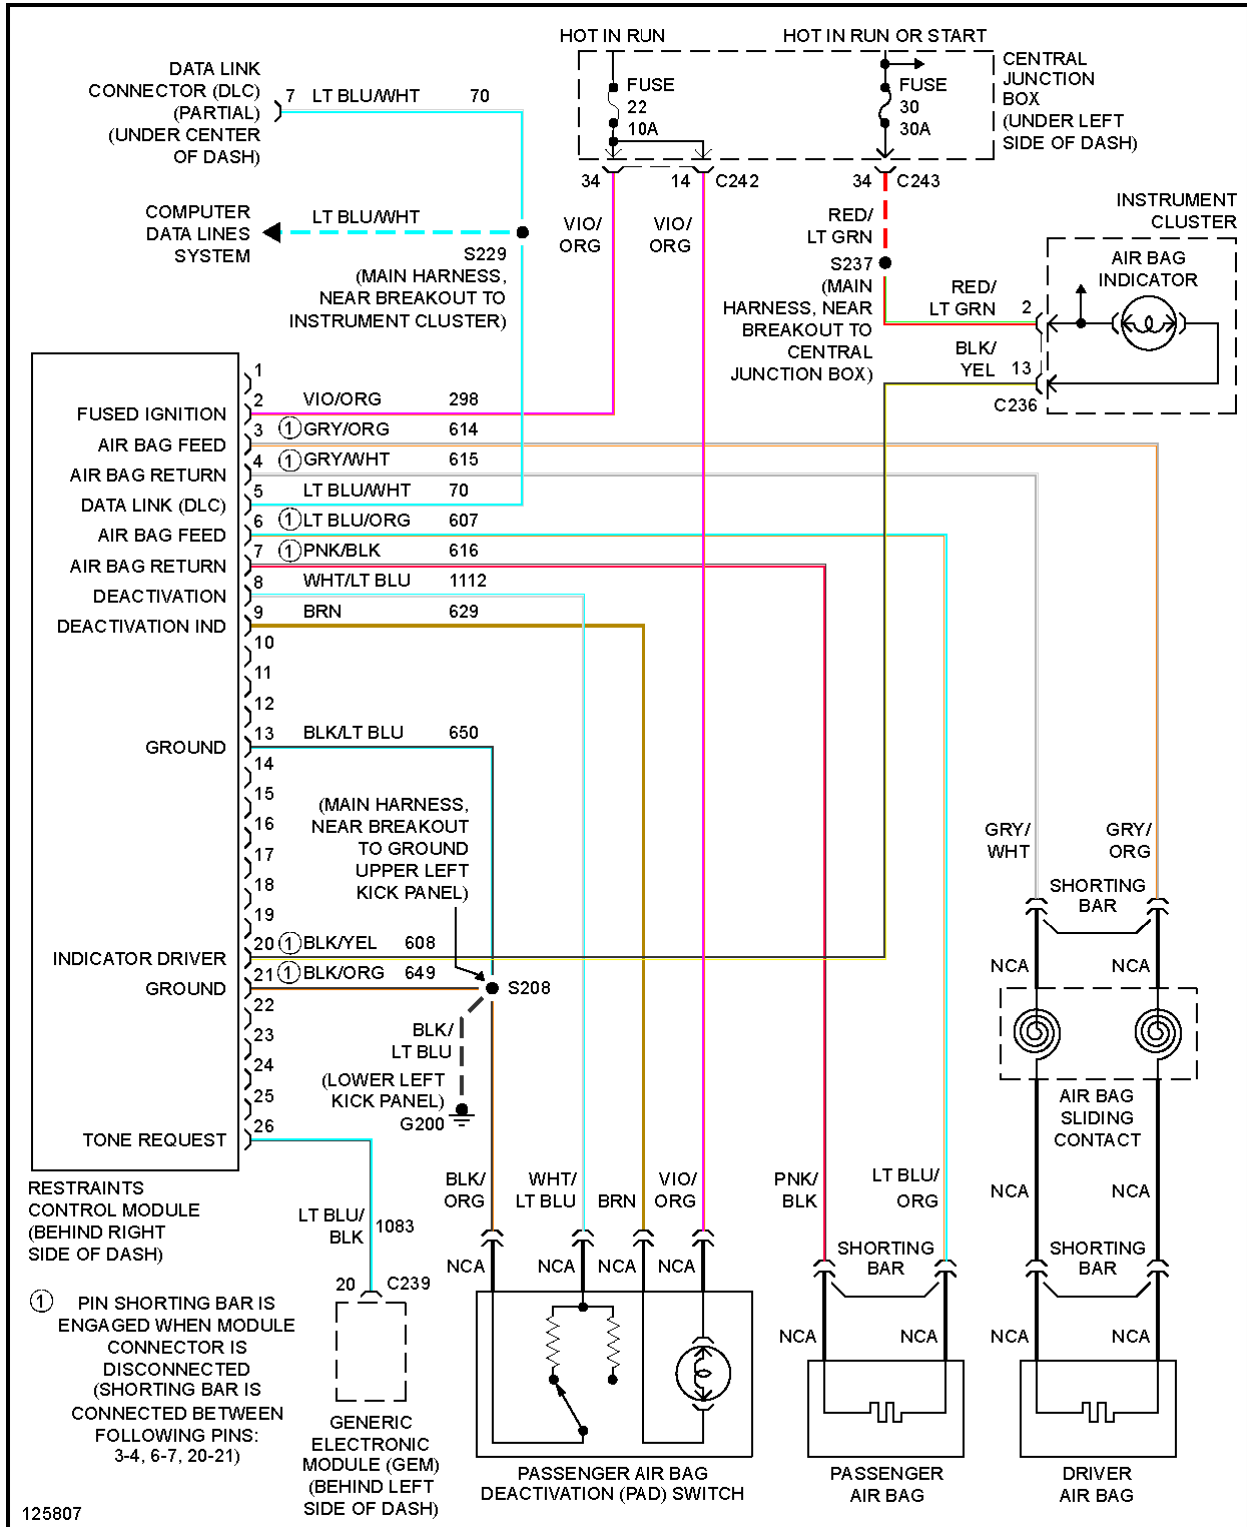 HOT IN RUN
HOT IN RUN OR START
DATA LINK
CONNECTOR (DLC)
(PARTIAL)
(UNDER CENTER
OF DASH)
7 LT BLU/WHT 70
FUSE
22
10A
FUSE
30
30A
CENTRAL
JUNCTION
BOX
(UNDER LEFT
SIDE OF DASH)
34
14 C242
34 C243
COMPUTER
DATA LINES
SYSTEM
LT BLU/WHT
S229
(MAIN HARNESS,
NEAR BREAKOUT TO
INSTRUMENT CLUSTER)
VIO/
ORG
VIO/
ORG
RED/
LT GRN
S237
(MAIN
HARNESS, NEAR
BREAKOUT TO
CENTRAL
JUNCTION BOX)
INSTRUMENT
CLUSTER
AIR BAG
INDICATOR
RED/
LT GRN 2
BLK/
YEL 13
C236
1
2 VIO/ORG 298
FUSED IGNITION
3 1 GRY/ORG 614
AIR BAG FEED
4 1 GRY/WHT 615
AIR BAG RETURN
5 LT BLU/WHT 70
DATA LINK (DLC)
6 1 LT BLU/ORG 607
AIR BAG FEED
7 1 PNK/BLK 616
AIR BAG RETURN
8 WHT/LT BLU 1112
DEACTIVATION
9 BRN 629
DEACTIVATION IND
10
11
12
13 BLK/LT BLU 650
GROUND
14
15
16
17
18
19
20 1 BLK/YEL 608
INDICATOR DRIVER
21 1 BLK/ORG 649
GROUND
22
23
24
25
26
TONE REQUEST
(MAIN HARNESS,
NEAR BREAKOUT
TO GROUND
UPPER LEFT
KICK PANEL)
S208
BLK/
LT BLU
(LOWER LEFT
KICK PANEL)
G200
GRY/
WHT
GRY/
ORG
SHORTING
BAR
NCA
NCA
AIR BAG
SLIDING
CONTACT
RESTRAINTS
CONTROL MODULE
(BEHIND RIGHT
SIDE OF DASH)
LT BLU/
BLK
1083
BLK/
ORG
WHT/
LT BLU
BRN
VIO/
ORG
PNK/
BLK
LT BLU/
ORG
NCA
NCA
SHORTING
BAR
SHORTING
BAR
NCA
NCA
NCA
NCA
20 C239
1 PIN SHORTING BAR IS
ENGAGED WHEN MODULE
CONNECTOR IS
DISCONNECTED
(SHORTING BAR IS
CONNECTED BETWEEN
FOLLOWING PINS:
3-4, 6-7, 20-21)
NCA
NCA
NCA
NCA
GENERIC
ELECTRONIC
MODULE (GEM)
(BEHIND LEFT
SIDE OF DASH)
PASSENGER AIR BAG
DEACTIVATION (PAD) SWITCH
PASSENGER
AIR BAG
DRIVER
AIR BAG
125807